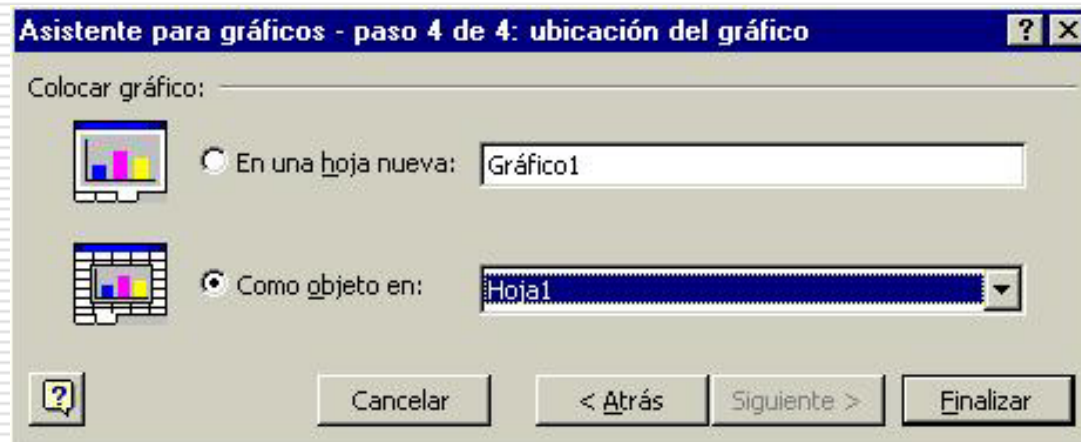 Asistente para gráficos - paso 4 de 4: ubicación del gráfico
Colocar gráfico:
En una hoja nueva: Gráfico1
Como objeto en: Hoja1
Cancelar < Atrás Siguiente > Finalizar